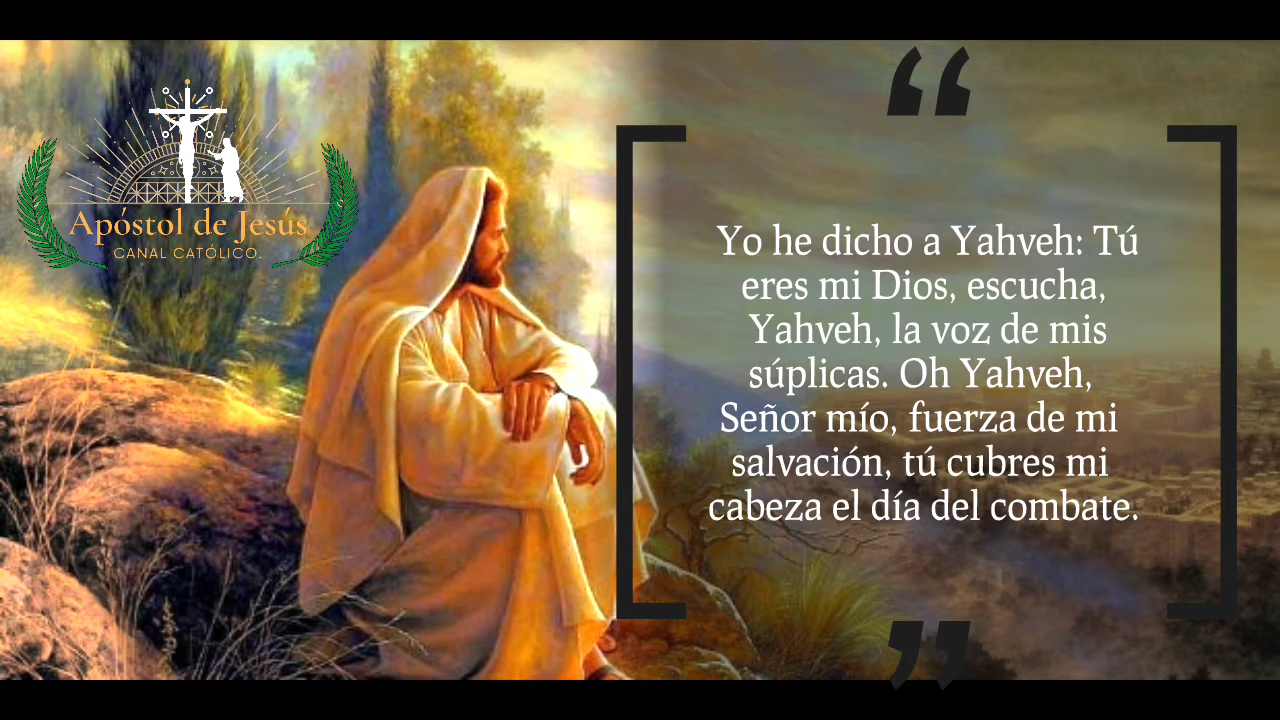 Apóstol de Jesús
CANAL CATÓLICO.
“
Yo he dicho a Yahveh: Tú
eres mi Dios, escucha,
Yahveh, la voz de mis
súplicas. Oh Yahveh,
Señor mío, fuerza de mi
salvación, tú cubres mi
cabeza el día del combate.
”